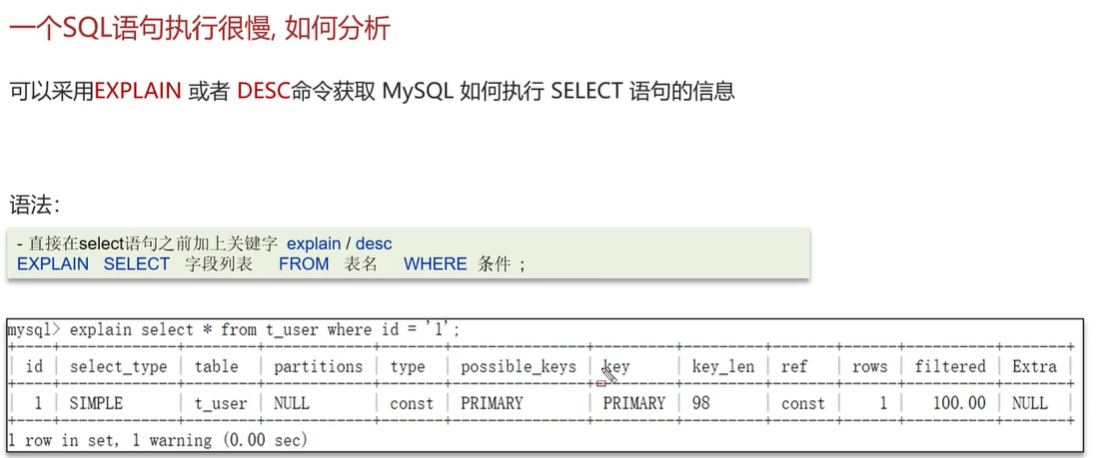 一个SQL语句执行很慢, 如何分析
可以采用EXPLAIN 或者 DESC命令获取 MySQL 如何执行 SELECT 语句的信息
语法：
- 直接在select语句之前加上关键字 explain / desc
EXPLAIN SELECT 字段列表 FROM 表名 WHERE 条件 ;
mysql> explain select * from t_user where id = '1';
| id | select_type | table | partitions | type | possible_keys | key | key_len | ref | rows | filtered | Extra |
| 1 | SIMPLE | t_user | NULL | const | PRIMARY | PRIMARY | 98 | const | 1 | 100.00 | NULL |
1 row in set, 1 warning (0.00 sec)